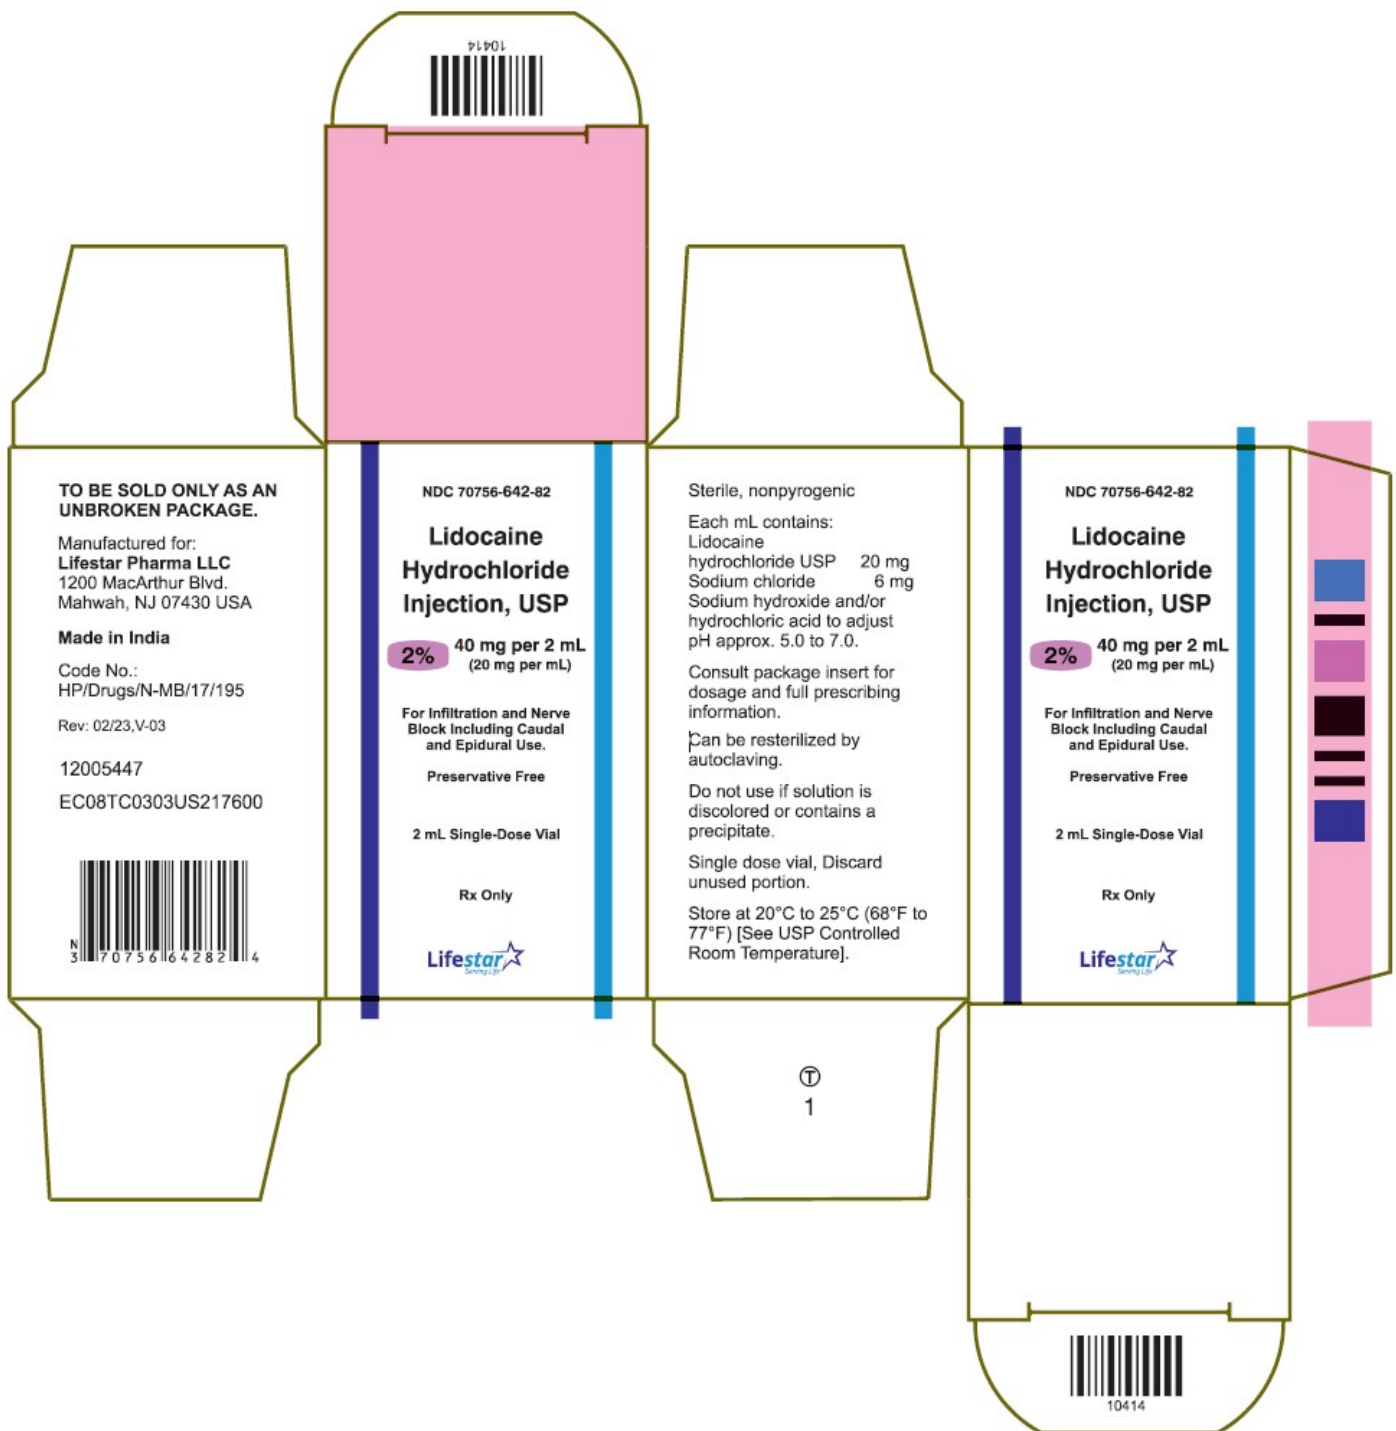 10414
TO BE SOLD ONLY AS AN
UNBROKEN PACKAGE.
Manufactured for:
Lifestar Pharma LLC
1200 MacArthur Blvd.
Mahwah, NJ 07430 USA
Made in India
Code No.:
HP/Drugs/N-MB/17/195
Rev: 02/23,V-03
12005447
EC08TC0303US217600
N
3 70756 64282 4
NDC 70756-642-82
Lidocaine
Hydrochloride
Injection, USP
2% 40 mg per 2 mL
(20 mg per mL)
For Infiltration and Nerve
Block Including Caudal
and Epidural Use.
Preservative Free
2 mL Single-Dose Vial
Rx Only
Lifestar
Serving Life
Sterile, nonpyrogenic
Each mL contains:
Lidocaine
hydrochloride USP 20 mg
Sodium chloride 6 mg
Sodium hydroxide and/or
hydrochloric acid to adjust
pH approx. 5.0 to 7.0.
Consult package insert for
dosage and full prescribing
information.
Can be resterilized by
autoclaving.
Do not use if solution is
discolored or contains a
precipitate.
Single dose vial, Discard
unused portion.
Store at 20°C to 25°C (68°F to
77°F) [See USP Controlled
Room Temperature].
T
1
NDC 70756-642-82
Lidocaine
Hydrochloride
Injection, USP
2% 40 mg per 2 mL
(20 mg per mL)
For Infiltration and Nerve
Block Including Caudal
and Epidural Use.
Preservative Free
2 mL Single-Dose Vial
Rx Only
Lifestar
Serving Life
10414